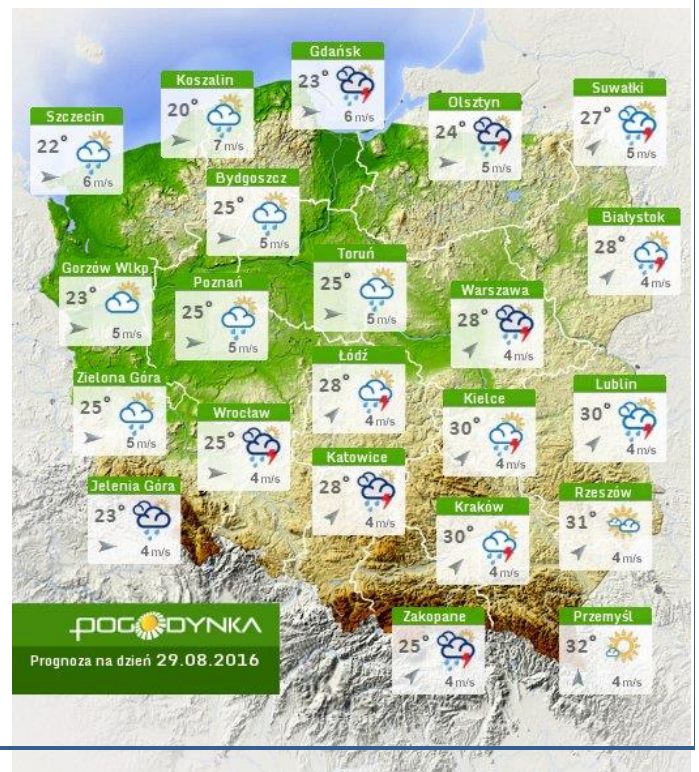 Gdańsk
23°
6 m/s
Koszalin
20°
7 m/s
Suwałki
27°
5 m/s
Olsztyn
24°
5 m/s
Szczecin
22°
6 m/s
Bydgoszcz
25°
5 m/s
Białystok
28°
4 m/s
Toruń
25°
5 m/s
Gorzów Wlkp
23°
5 m/s
Poznań
25°
5 m/s
Warszawa
28°
4 m/s
Łódź
28°
4 m/s
Zielona Góra
25°
5 m/s
Lublin
30°
4 m/s
Kielce
30°
4 m/s
Wrocław
25°
4 m/s
Katowice
28°
4 m/s
Jelenia Góra
23°
4 m/s
Rzeszów
31°
4 m/s
Kraków
30°
4 m/s
Zakopane
25°
4 m/s
Przemyśl
32°
4 m/s
POGODYNKA
Prognoza na dzień 29.08.2016